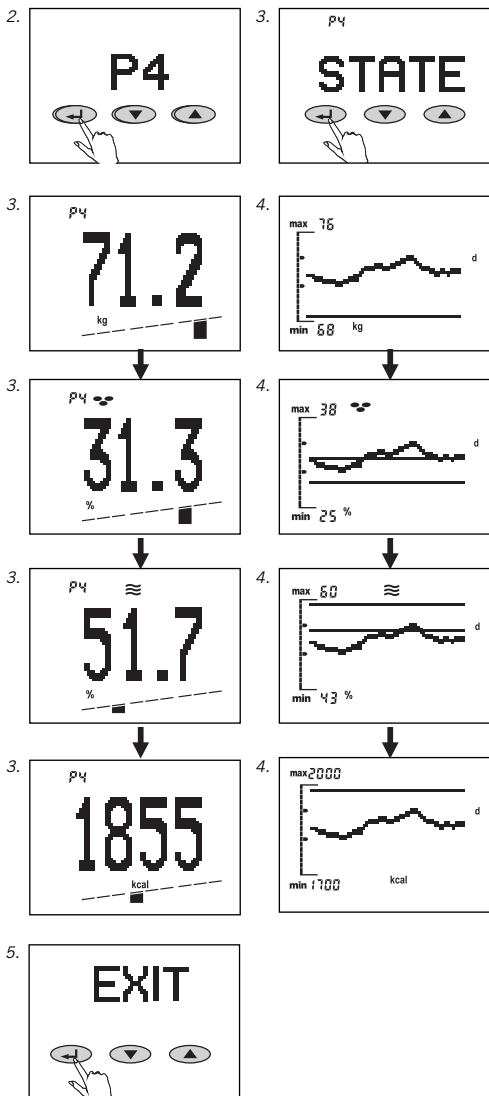 2.
P4
3.
P4
STATE
3.
P4
71.2
kg
4.
max 76
d
min 68 kg
3.
P4
31.3
%
4.
max 38
d
min 25 %
3.
P4
51.7
%
4.
max 60
d
min 43 %
3.
P4
1855
kcal
4.
max 2000
d
min 1700 kcal
5.
EXIT